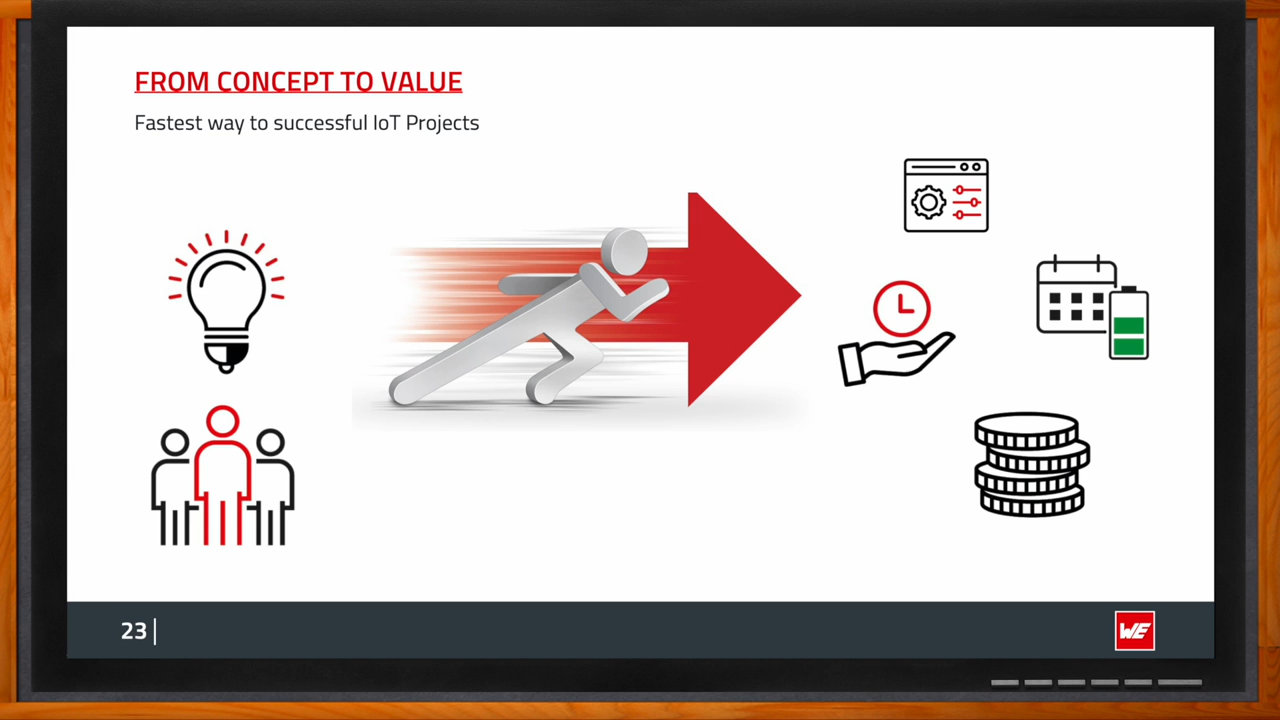 FROM CONCEPT TO VALUE
Fastest way to successful IoT Projects
23
WE